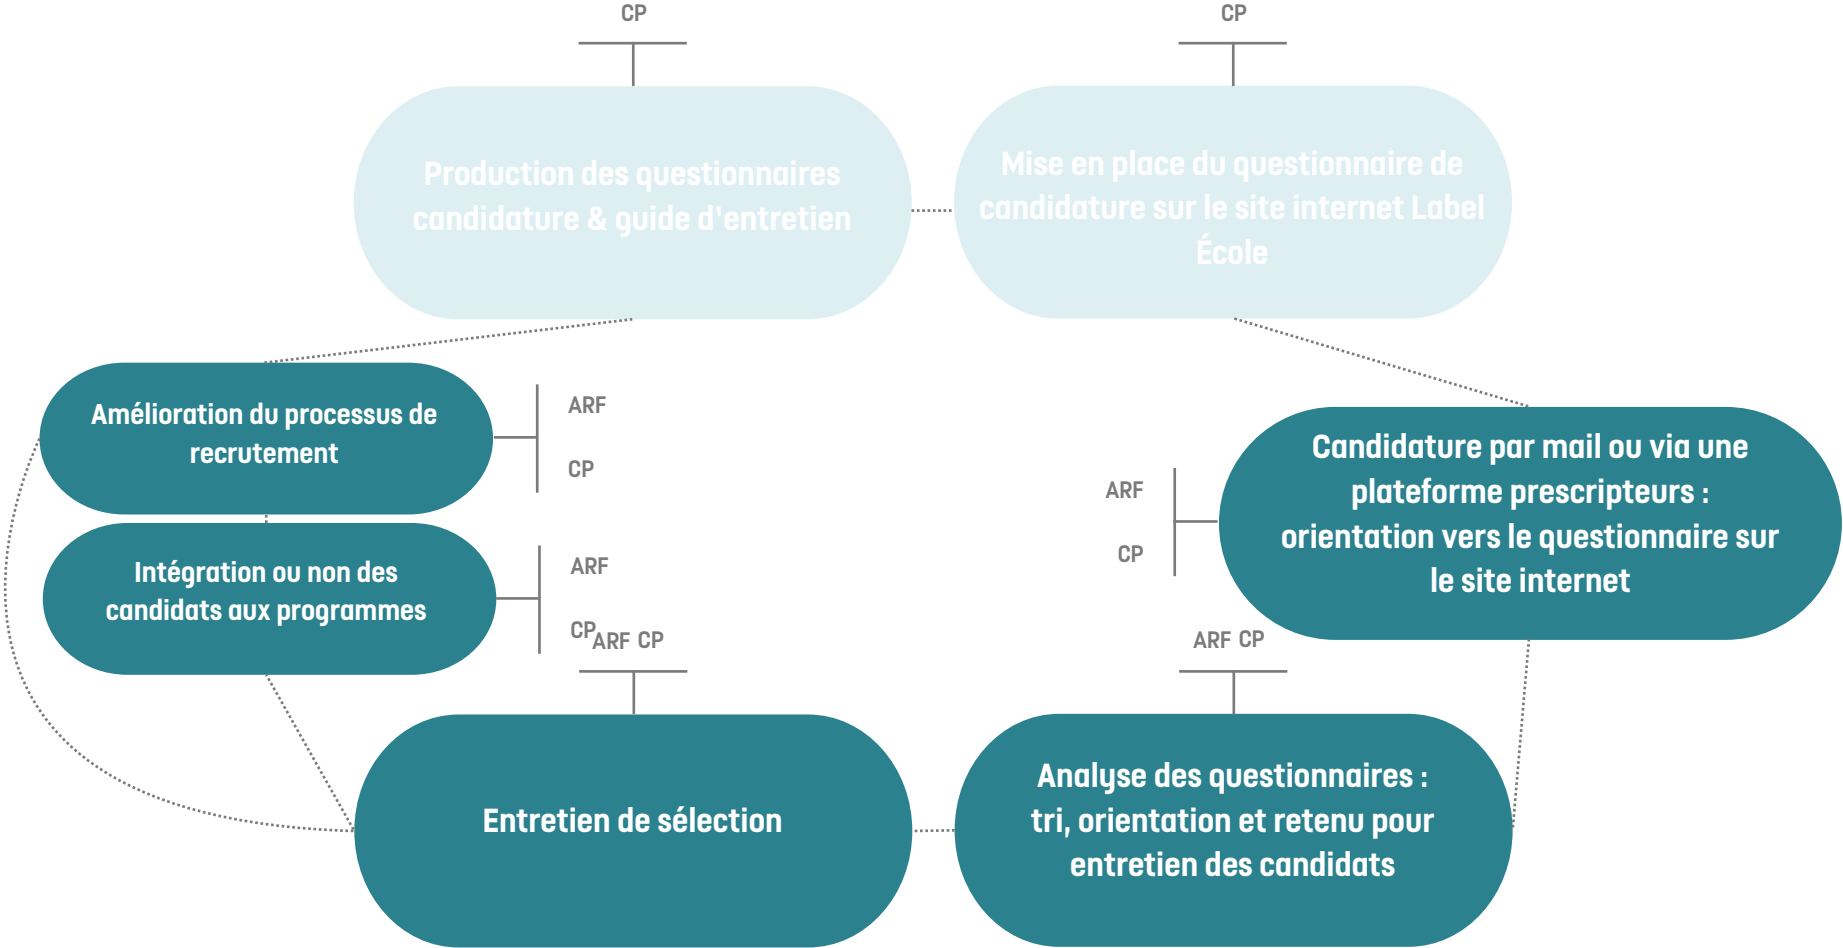 CP
CP
Production des questionnaires
candidature & guide d'entretien
Mise en place du questionnaire de
candidature sur le site internet Label
École
Amélioration du processus de
recrutement
ARF
CP
Candidature par mail ou via une
plateforme prescripteurs :
orientation vers le questionnaire sur
le site internet
ARF
CP
Intégration ou non des
candidats aux programmes
ARF
CP
ARF CP
ARF CP
Entretien de sélection
Analyse des questionnaires :
tri, orientation et retenu pour
entretien des candidats